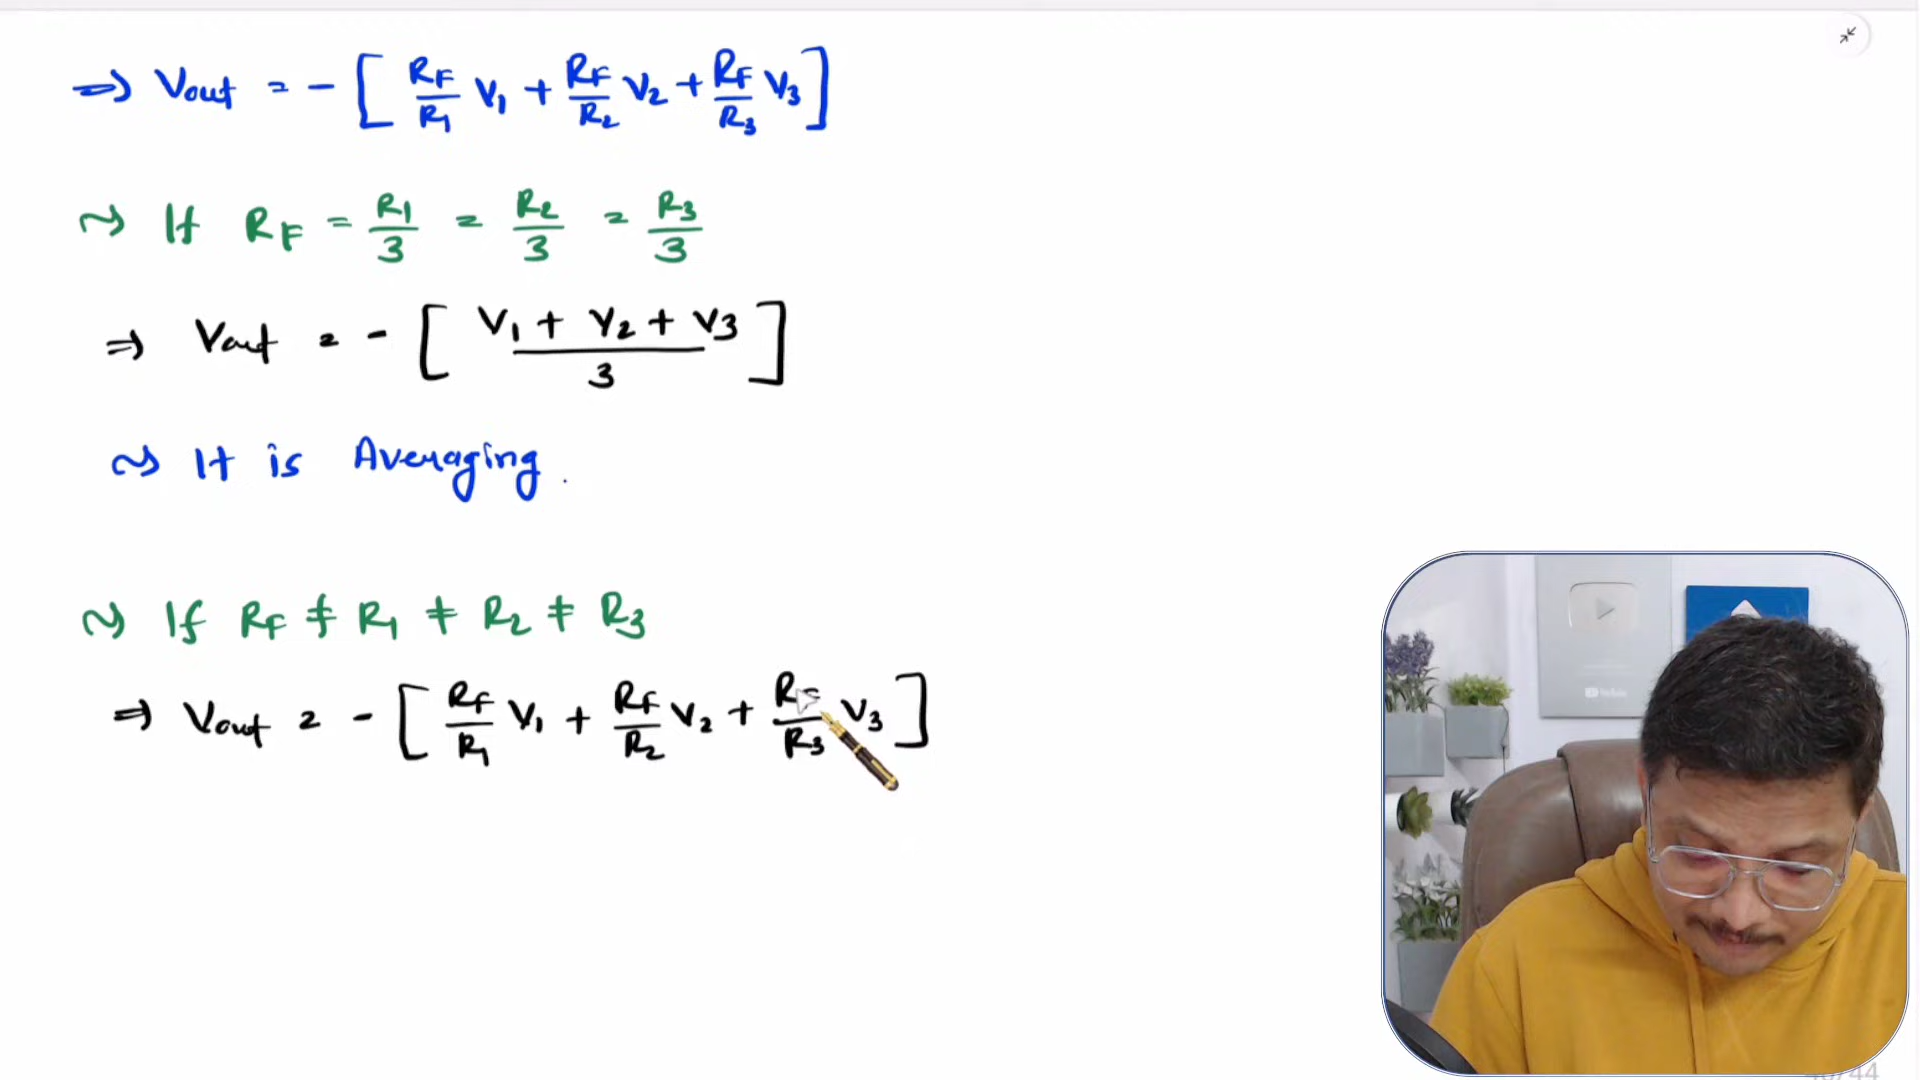 ⇒ Vout = - [ RF/R1 V1 + RF/R2 V2 + RF/R3 V3 ]
~> If RF = R1/3 = R2/3 = R3/3
⇒ Vout = - [ V1 + V2 + V3 / 3 ]
~> It is Averaging.
~> If RF ≠ R1 ≠ R2 ≠ R3
⇒ Vout = - [ RF/R1 V1 + RF/R2 V2 + RF/R3 V3 ]